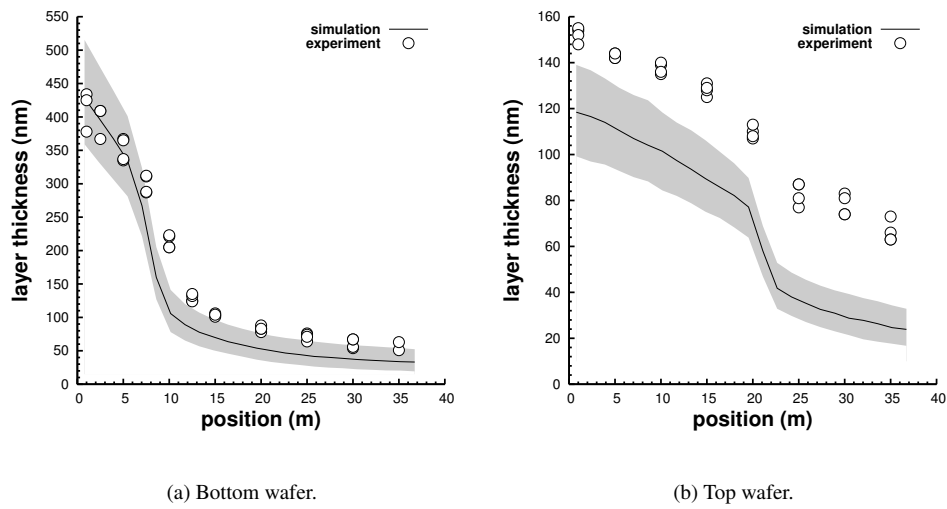 550
500
450
400
350
300
250
200
150
100
50
0
0 5 10 15 20 25 30 35 40
layer thickness (nm)
position (m)
simulation
experiment
(a) Bottom wafer.
160
140
120
100
80
60
40
20
0
0 5 10 15 20 25 30 35 40
layer thickness (nm)
position (m)
simulation
experiment
(b) Top wafer.